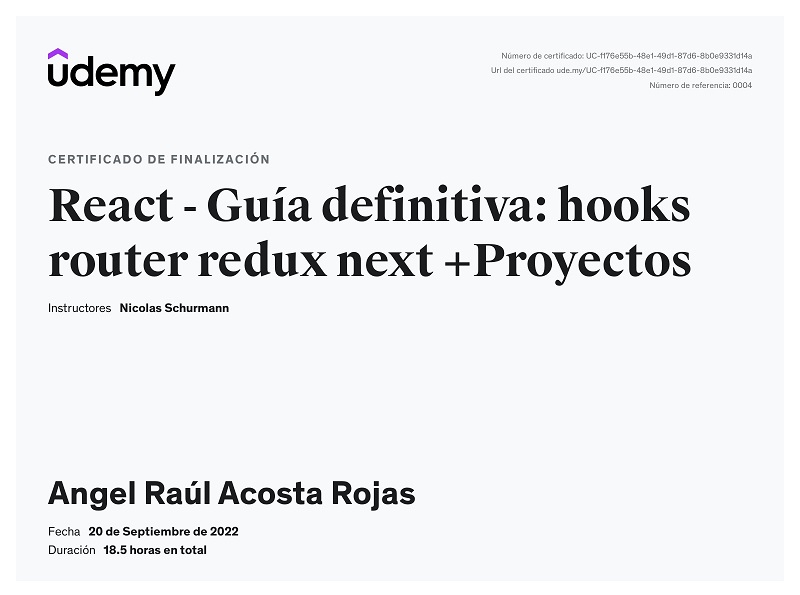 udemy
Número de certificado: UC-f176e55b-48e1-49d1-87d6-8b0e9331d14a
Url del certificado ude.my/UC-f176e55b-48e1-49d1-87d6-8b0e9331d14a
Número de referencia: 0004
CERTIFICADO DE FINALIZACIÓN
React - Guía definitiva: hooks
router redux next +Proyectos
Instructores Nicolas Schurmann
Angel Raúl Acosta Rojas
Fecha 20 de Septiembre de 2022
Duración 18.5 horas en total